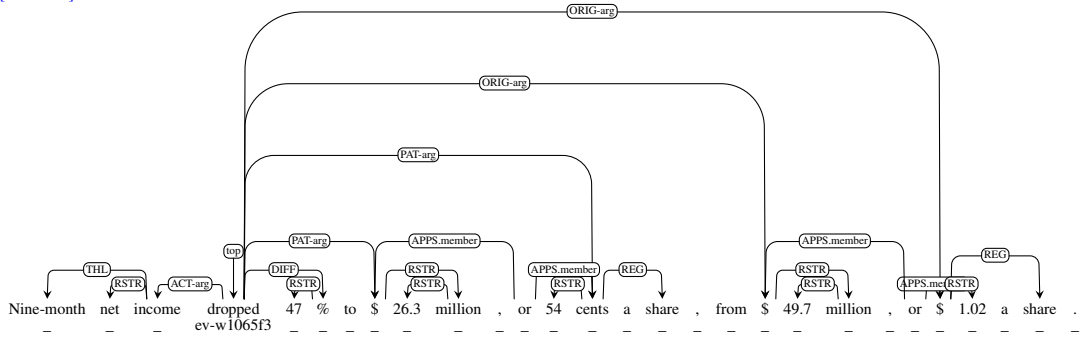 ORIG-arg
ORIG-arg
PAT-arg
top PAT-arg APPS.member APPS.member
REG
THL DIFF RSTR APPS.member REG RSTR
RSTR ACT-arg RSTR RSTR RSTR RSTR RSTR
Nine-month net income dropped 47 % to $ 26.3 million , or 54 cents a share , from $ 49.7 million , or $ 1.02 a share .
_ _ _ ev-w1065f3 _ _ _ _ _ _ _ _ _ _ _ _ _ _ _ _ _ _ _ _ _ _ _ _